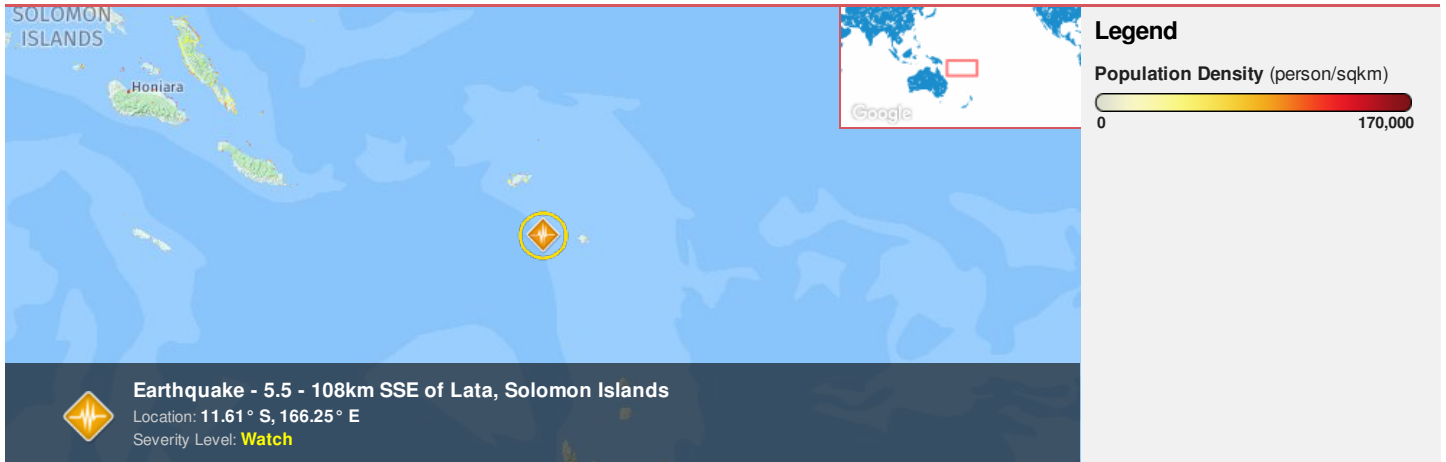 SOLOMON
ISLANDS
Honiara
Google
Legend
Population Density (person/sqkm)
0 170,000
Earthquake - 5.5 - 108km SSE of Lata, Solomon Islands
Location: 11.61° S, 166.25° E
Severity Level: Watch